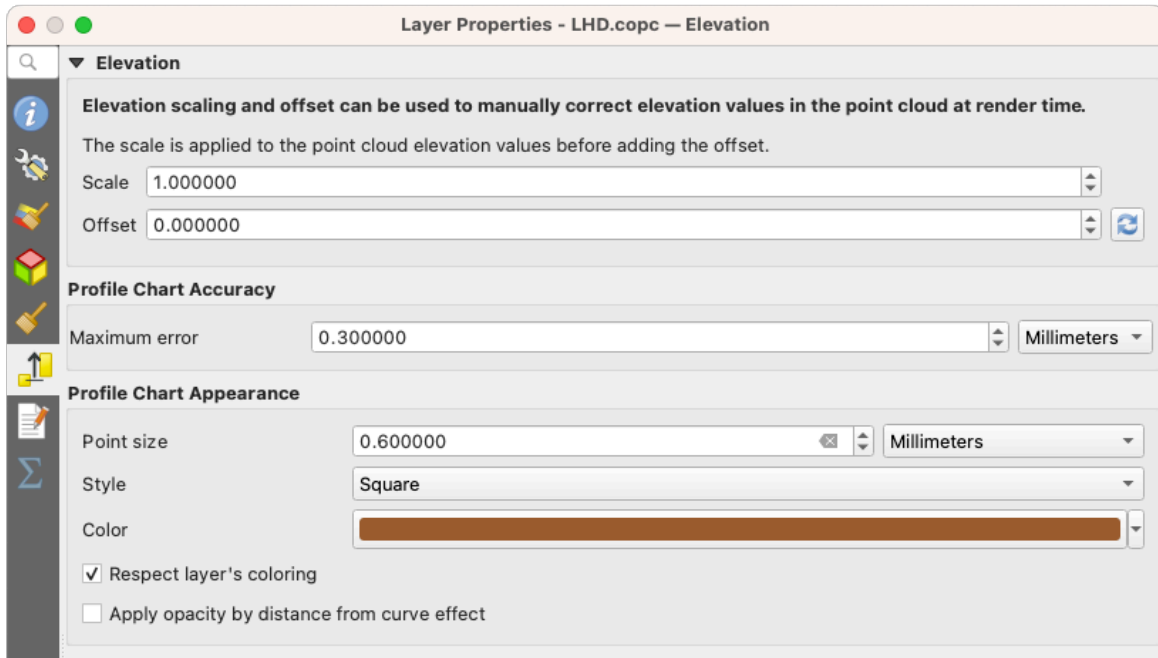 Layer Properties - LHD.copc — Elevation
Elevation
Elevation scaling and offset can be used to manually correct elevation values in the point cloud at render time.
The scale is applied to the point cloud elevation values before adding the offset.
Scale 1.000000
Offset 0.000000
Profile Chart Accuracy
Maximum error 0.300000 Millimeters
Profile Chart Appearance
Point size 0.600000 Millimeters
Style Square
Color
Respect layer's coloring
Apply opacity by distance from curve effect